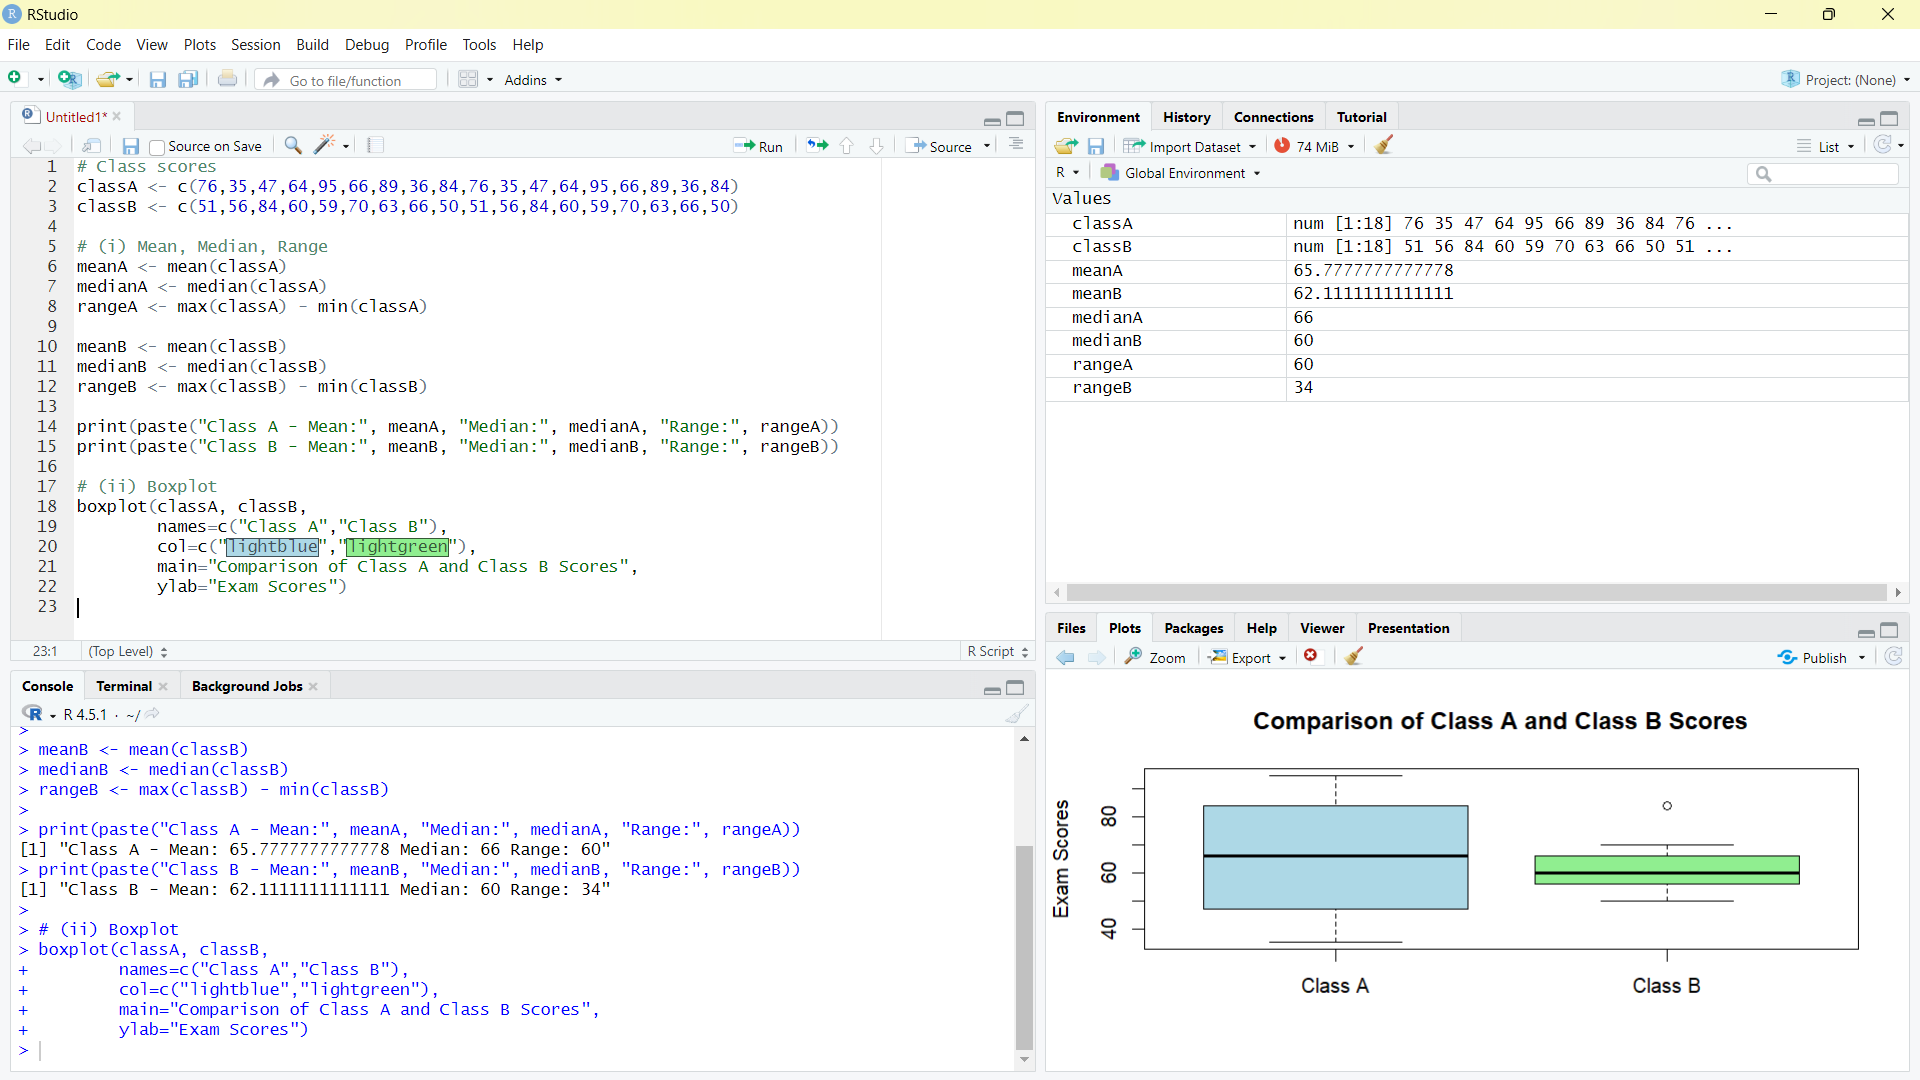 RStudio
File Edit Code View Plots Session Build Debug Profile Tools Help
Go to file/function Addins Project: (None)
Untitled1*
Source on Save Run Source
1 # Class scores
2 classA <- c(76,35,47,64,95,66,89,36,84,76,35,47,64,95,66,89,36,84)
3 classB <- c(51,56,84,60,59,70,63,66,50,51,56,84,60,59,70,63,66,50)
4
5 # (i) Mean, Median, Range
6 meanA <- mean(classA)
7 medianA <- median(classA)
8 rangeA <- max(classA) - min(classA)
9
10 meanB <- mean(classB)
11 medianB <- median(classB)
12 rangeB <- max(classB) - min(classB)
13
14 print(paste("Class A - Mean:", meanA, "Median:", medianA, "Range:", rangeA))
15 print(paste("Class B - Mean:", meanB, "Median:", medianB, "Range:", rangeB))
16
17 # (ii) Boxplot
18 boxplot(classA, classB,
19 names=c("Class A","Class B"),
20 col=c("lightblue","lightgreen"),
21 main="Comparison of Class A and Class B Scores",
22 ylab="Exam Scores")
23
23:1 (Top Level) R Script
Console Terminal Background Jobs
R R 4.5.1 · ~/
>
> meanB <- mean(classB)
> medianB <- median(classB)
> rangeB <- max(classB) - min(classB)
>
> print(paste("Class A - Mean:", meanA, "Median:", medianA, "Range:", rangeA))
[1] "Class A - Mean: 65.7777777777778 Median: 66 Range: 60"
> print(paste("Class B - Mean:", meanB, "Median:", medianB, "Range:", rangeB))
[1] "Class B - Mean: 62.1111111111111 Median: 60 Range: 34"
>
> # (ii) Boxplot
> boxplot(classA, classB,
+ names=c("Class A","Class B"),
+ col=c("lightblue","lightgreen"),
+ main="Comparison of Class A and Class B Scores",
+ ylab="Exam Scores")
>
Environment History Connections Tutorial
Import Dataset 74 MiB List
R Global Environment
Values
classA num [1:18] 76 35 47 64 95 66 89 36 84 76 ...
classB num [1:18] 51 56 84 60 59 70 63 66 50 51 ...
meanA 65.7777777777778
meanB 62.1111111111111
medianA 66
medianB 60
rangeA 60
rangeB 34
Files Plots Packages Help Viewer Presentation
Zoom Export Publish
Comparison of Class A and Class B Scores
Exam Scores
80
60
40
Class A Class B